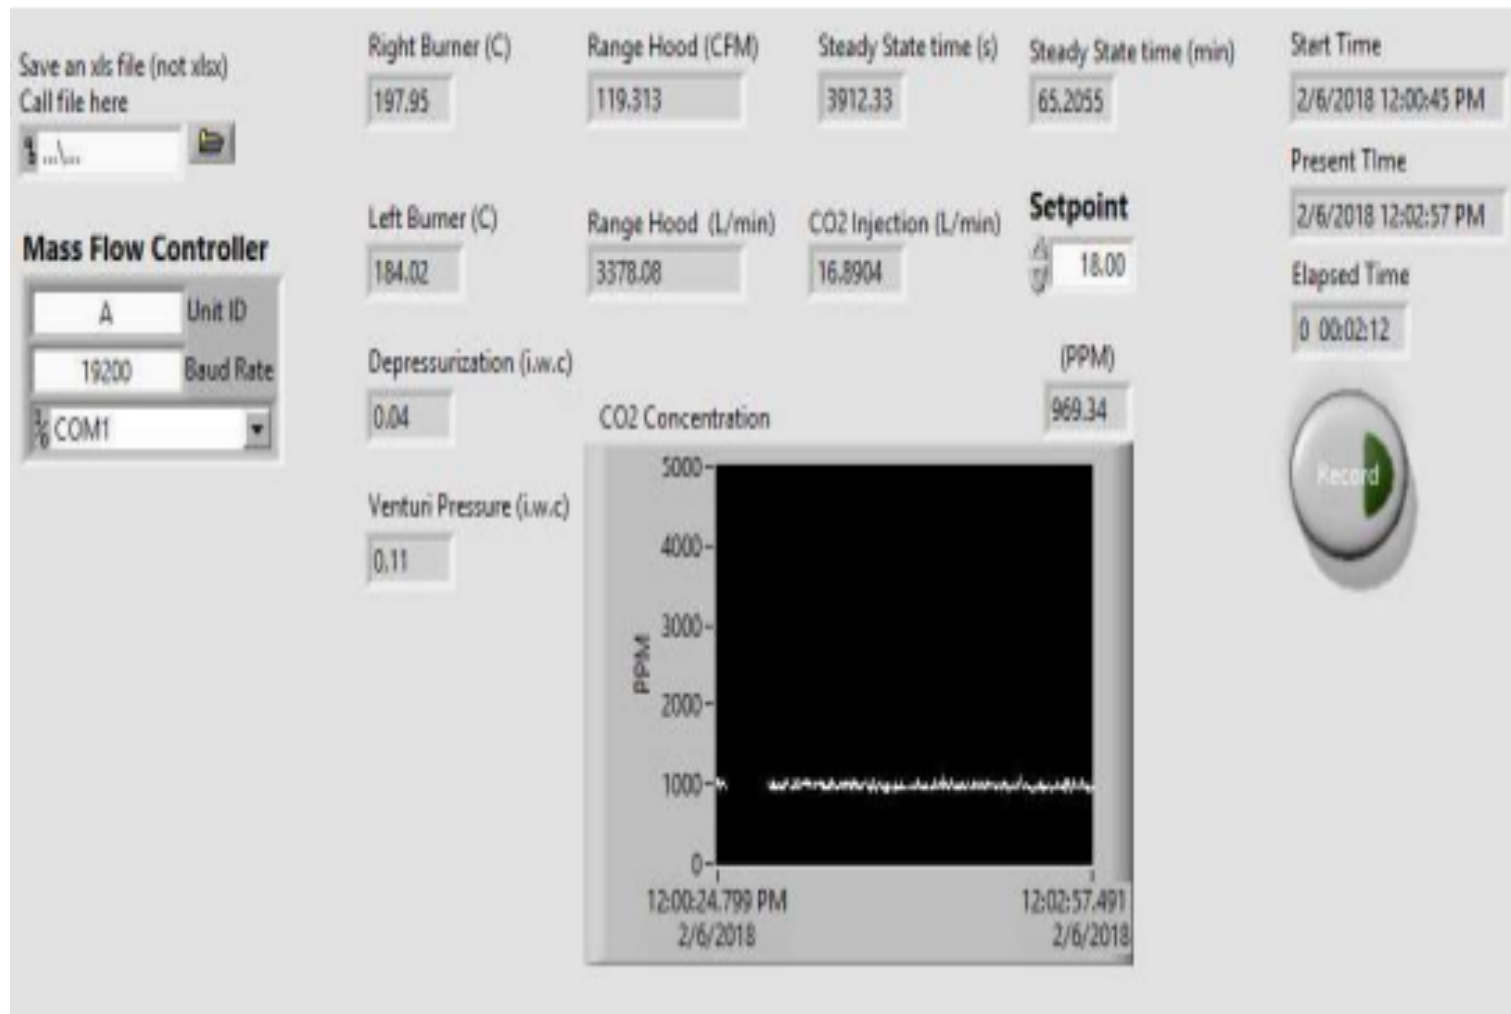 Save an xls file (not xlsx)
Call file here
...\...
Mass Flow Controller
A Unit ID
19200 Baud Rate
COM1
Right Burner (C)
197.95
Left Burner (C)
184.02
Depressurization (i.w.c)
0.04
Venturi Pressure (i.w.c)
0.11
Range Hood (CFM)
119.313
Range Hood (L/min)
3378.08
Steady State time (s)
3912.33
CO2 Injection (L/min)
16.8904
Steady State time (min)
65.2055
Setpoint
18.00
(PPM)
969.34
CO2 Concentration
5000
4000
3000
2000
1000
0
PPM
12:00:24.799 PM
2/6/2018
12:02:57.491
2/6/2018
Start Time
2/6/2018 12:00:45 PM
Present TIme
2/6/2018 12:02:57 PM
Elapsed Time
0 00:02:12
Record